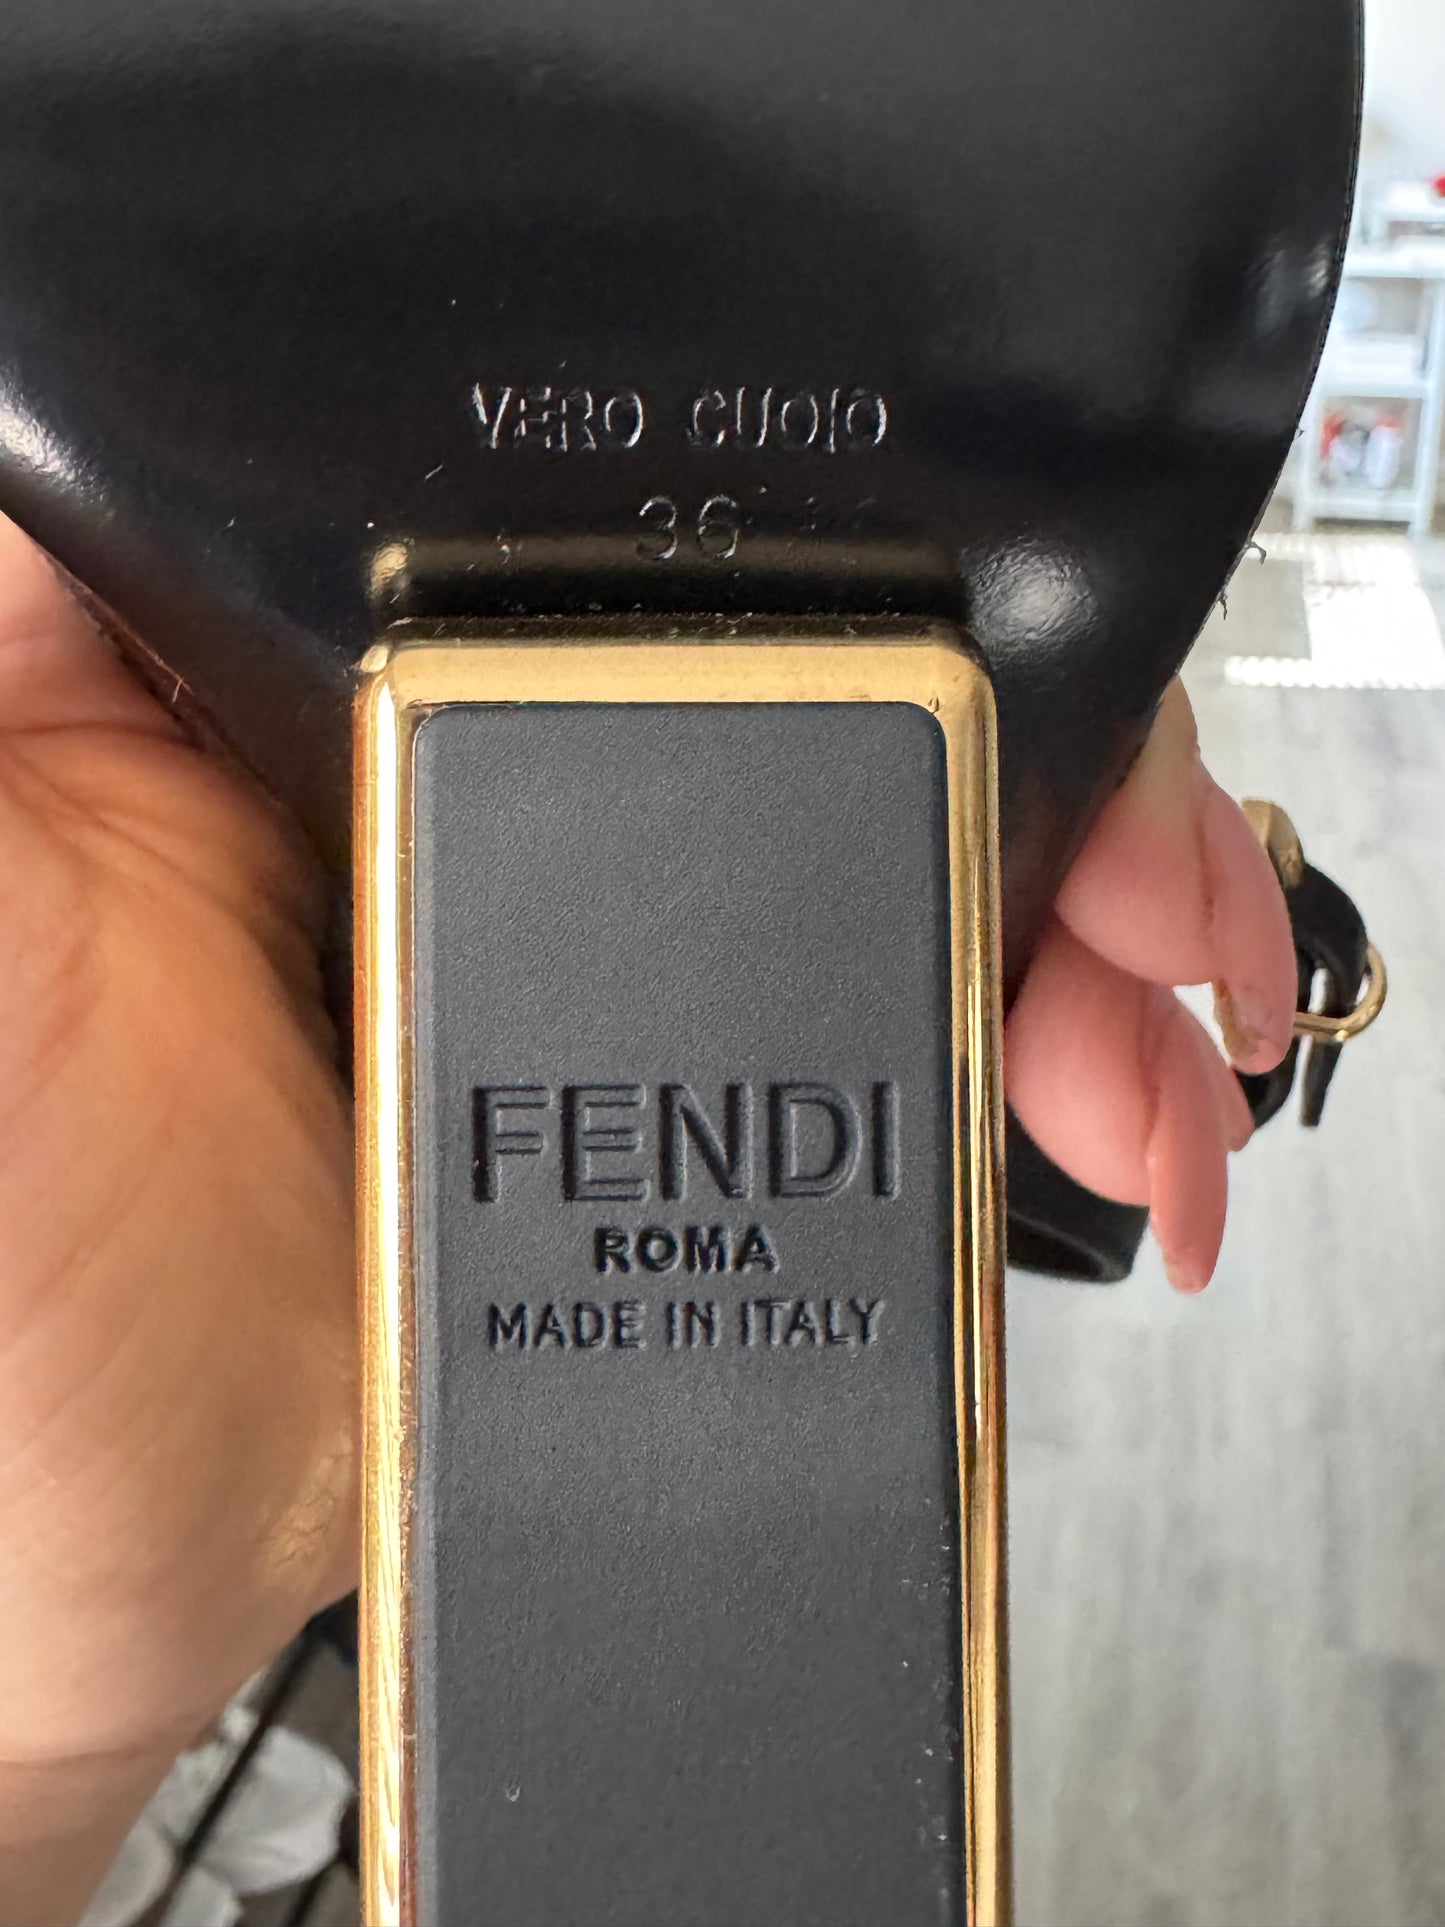 VERO CUOIO
36
FENDI
ROMA
MADE IN ITALY